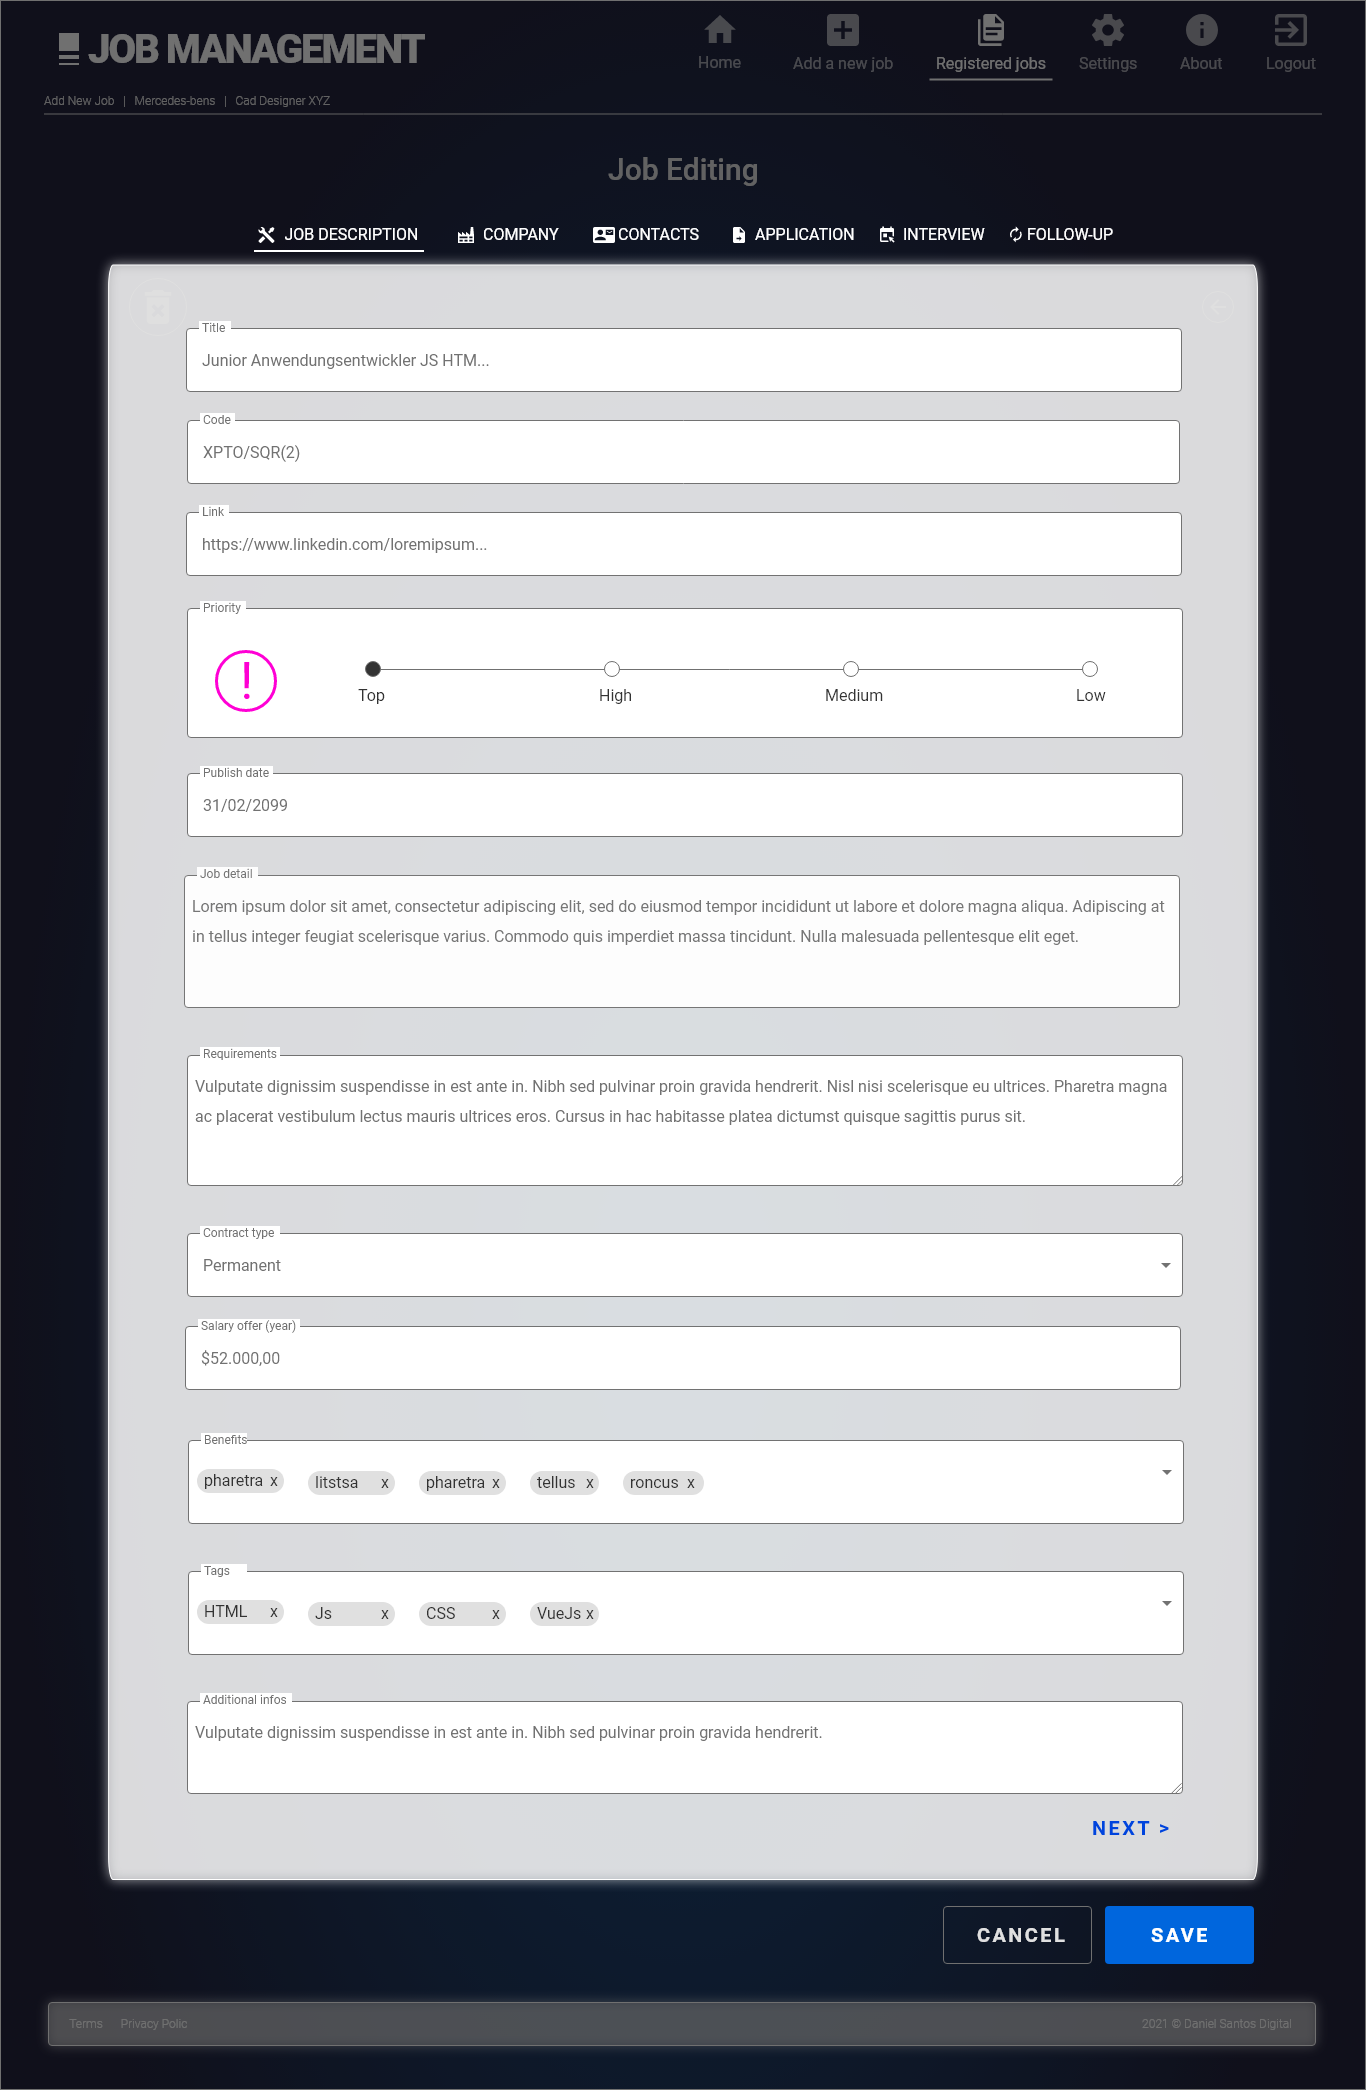 JOB MANAGEMENT
Home
Add a new job
Registered jobs
Settings
About
Logout
Add New Job | Mercedes-bens | Cad Designer XYZ
Job Editing
JOB DESCRIPTION
COMPANY
CONTACTS
APPLICATION
INTERVIEW
FOLLOW-UP
Title
Junior Anwendungsentwickler JS HTM...
Code
XPTO/SQR(2)
Link
https://www.linkedin.com/loremipsum...
Priority
Top
High
Medium
Low
Publish date
31/02/2099
Job detail
Lorem ipsum dolor sit amet, consectetur adipiscing elit, sed do eiusmod tempor incididunt ut labore et dolore magna aliqua. Adipiscing at
in tellus integer feugiat scelerisque varius. Commodo quis imperdiet massa tincidunt. Nulla malesuada pellentesque elit eget.
Requirements
Vulputate dignissim suspendisse in est ante in. Nibh sed pulvinar proin gravida hendrerit. Nisl nisi scelerisque eu ultrices. Pharetra magna
ac placerat vestibulum lectus mauris ultrices eros. Cursus in hac habitasse platea dictumst quisque sagittis purus sit.
Contract type
Permanent
Salary offer (year)
$52.000,00
Benefits
pharetra x litstsa x pharetra x tellus x roncus x
Tags
HTML x Js x CSS x VueJs x
Additional infos
Vulputate dignissim suspendisse in est ante in. Nibh sed pulvinar proin gravida hendrerit.
NEXT >
CANCEL
SAVE
Terms
Privacy Polic
2021 © Daniel Santos Digital